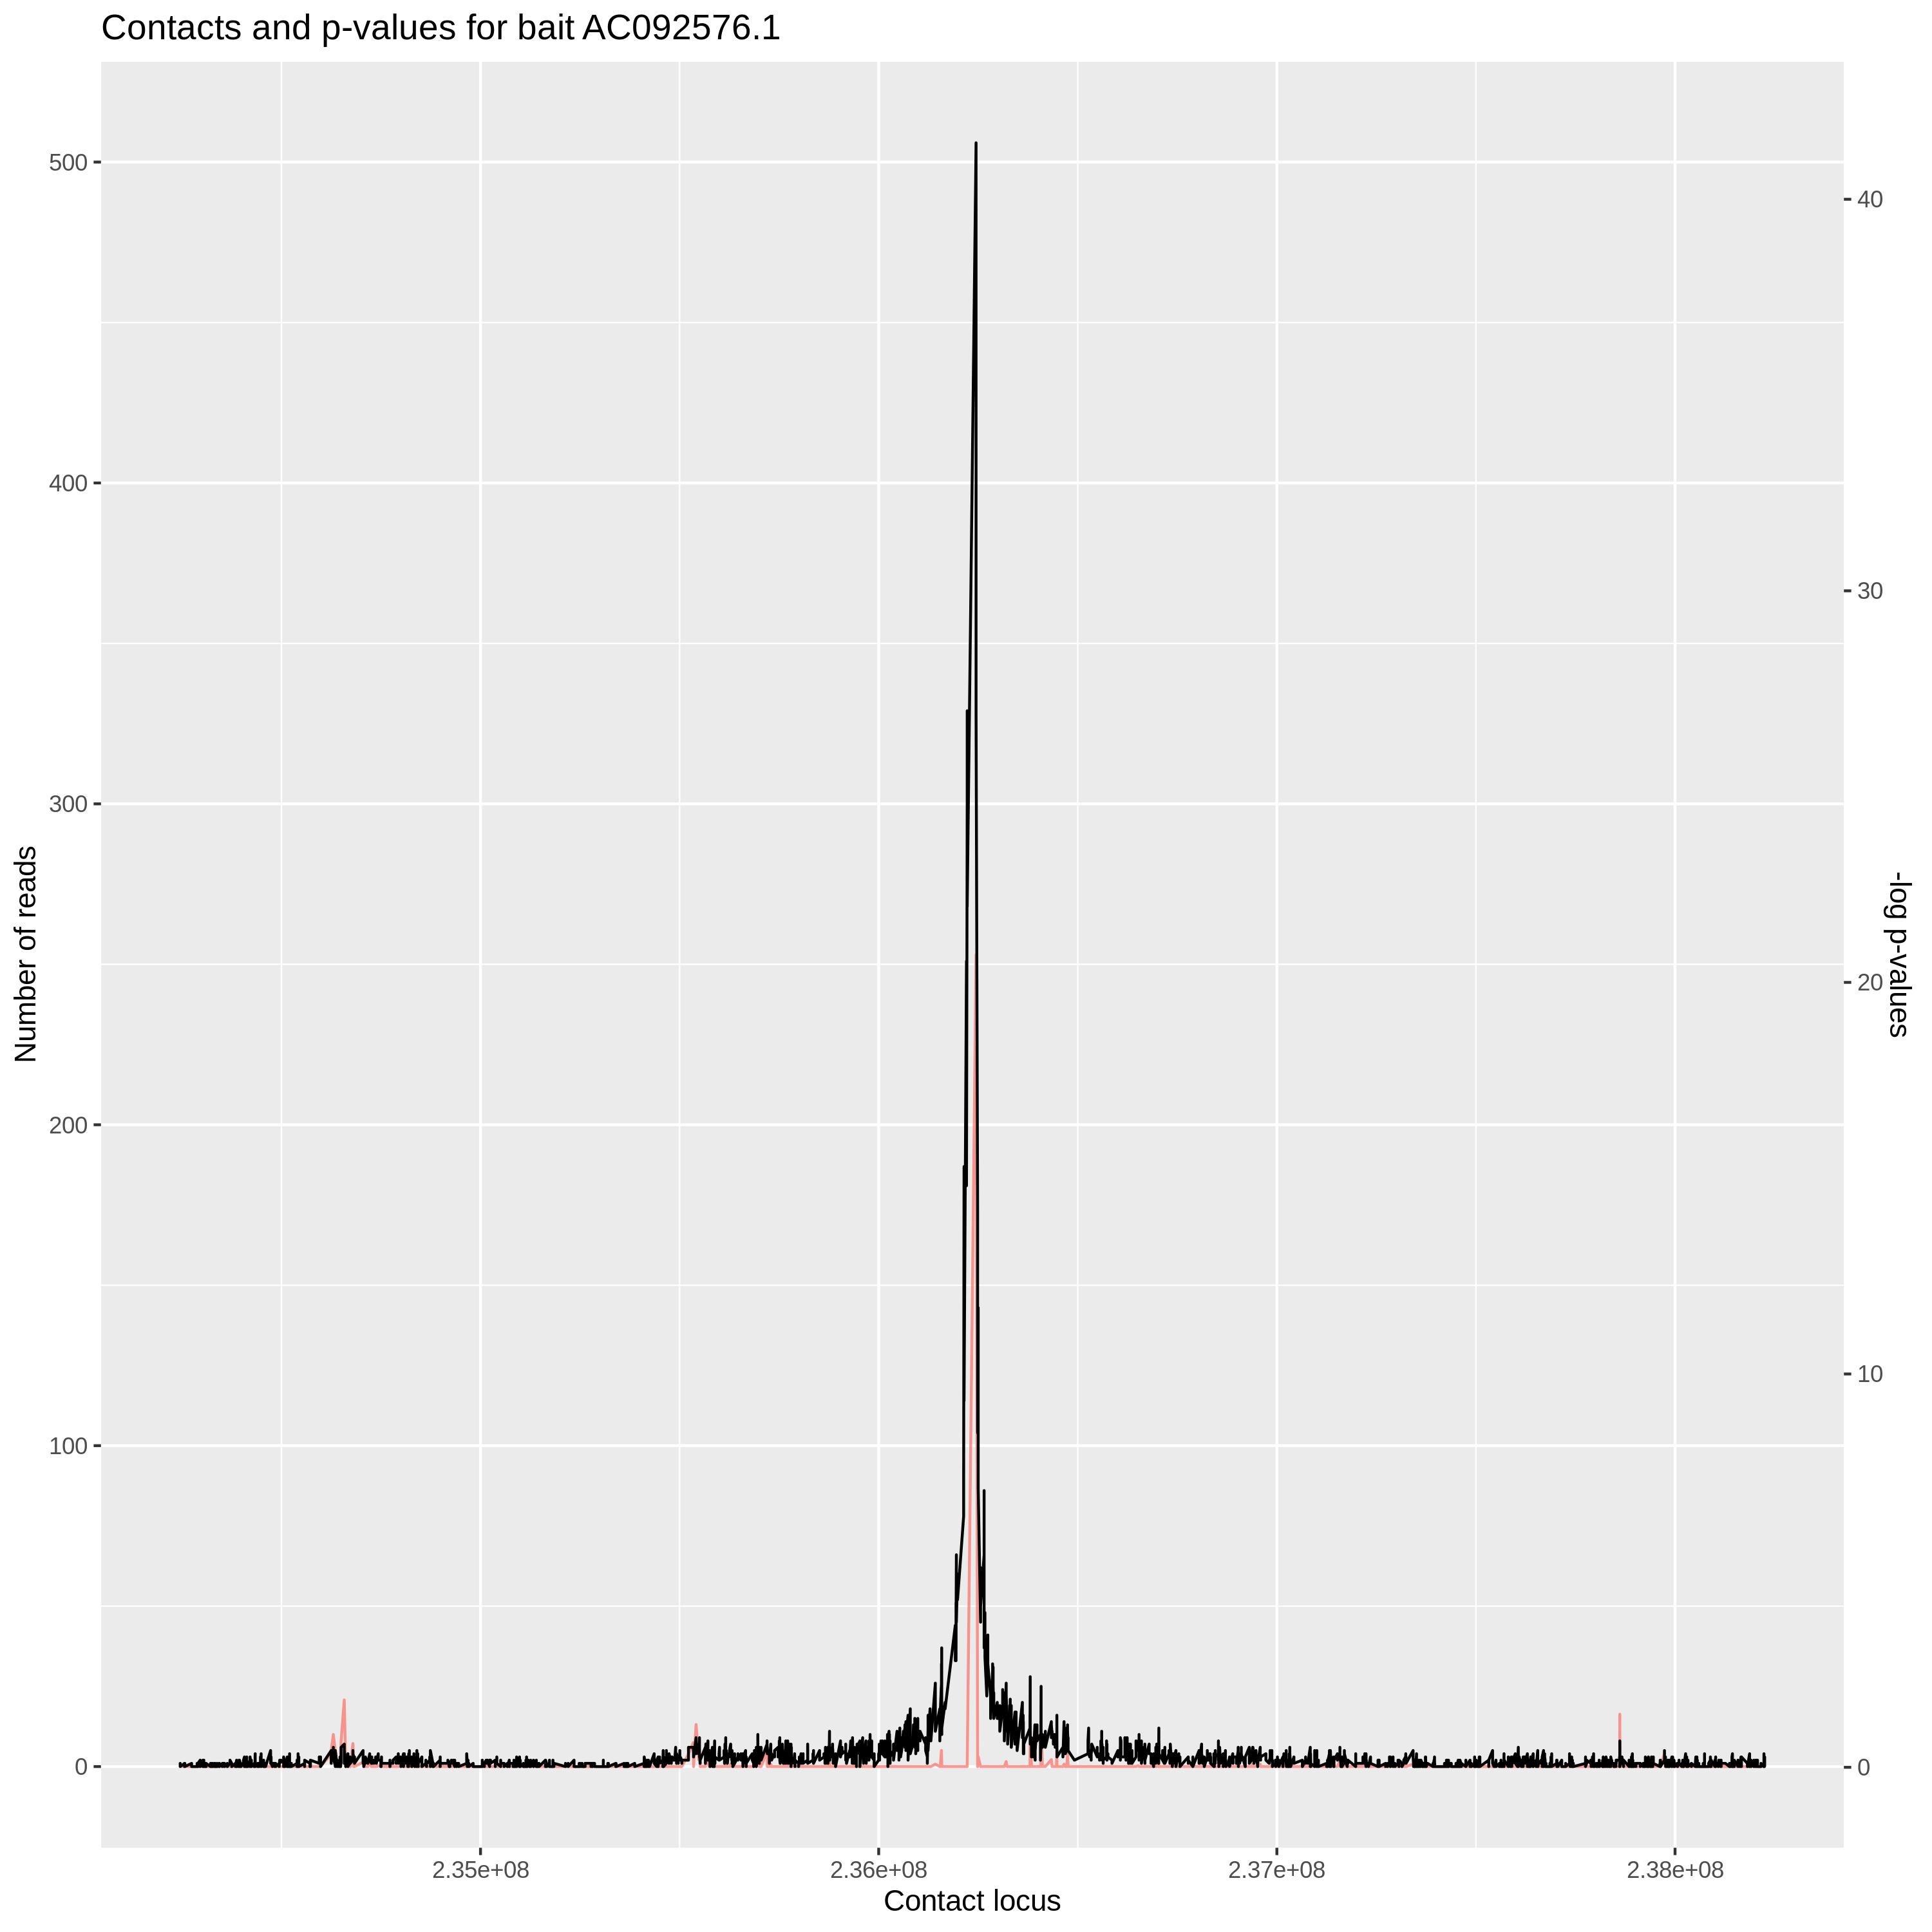 Contacts and p-values for bait AC092576.1
500
400
300
200
100
0
Number of reads
40
30
20
10
0
-log p-values
2.35e+08
2.36e+08
2.37e+08
2.38e+08
Contact locus